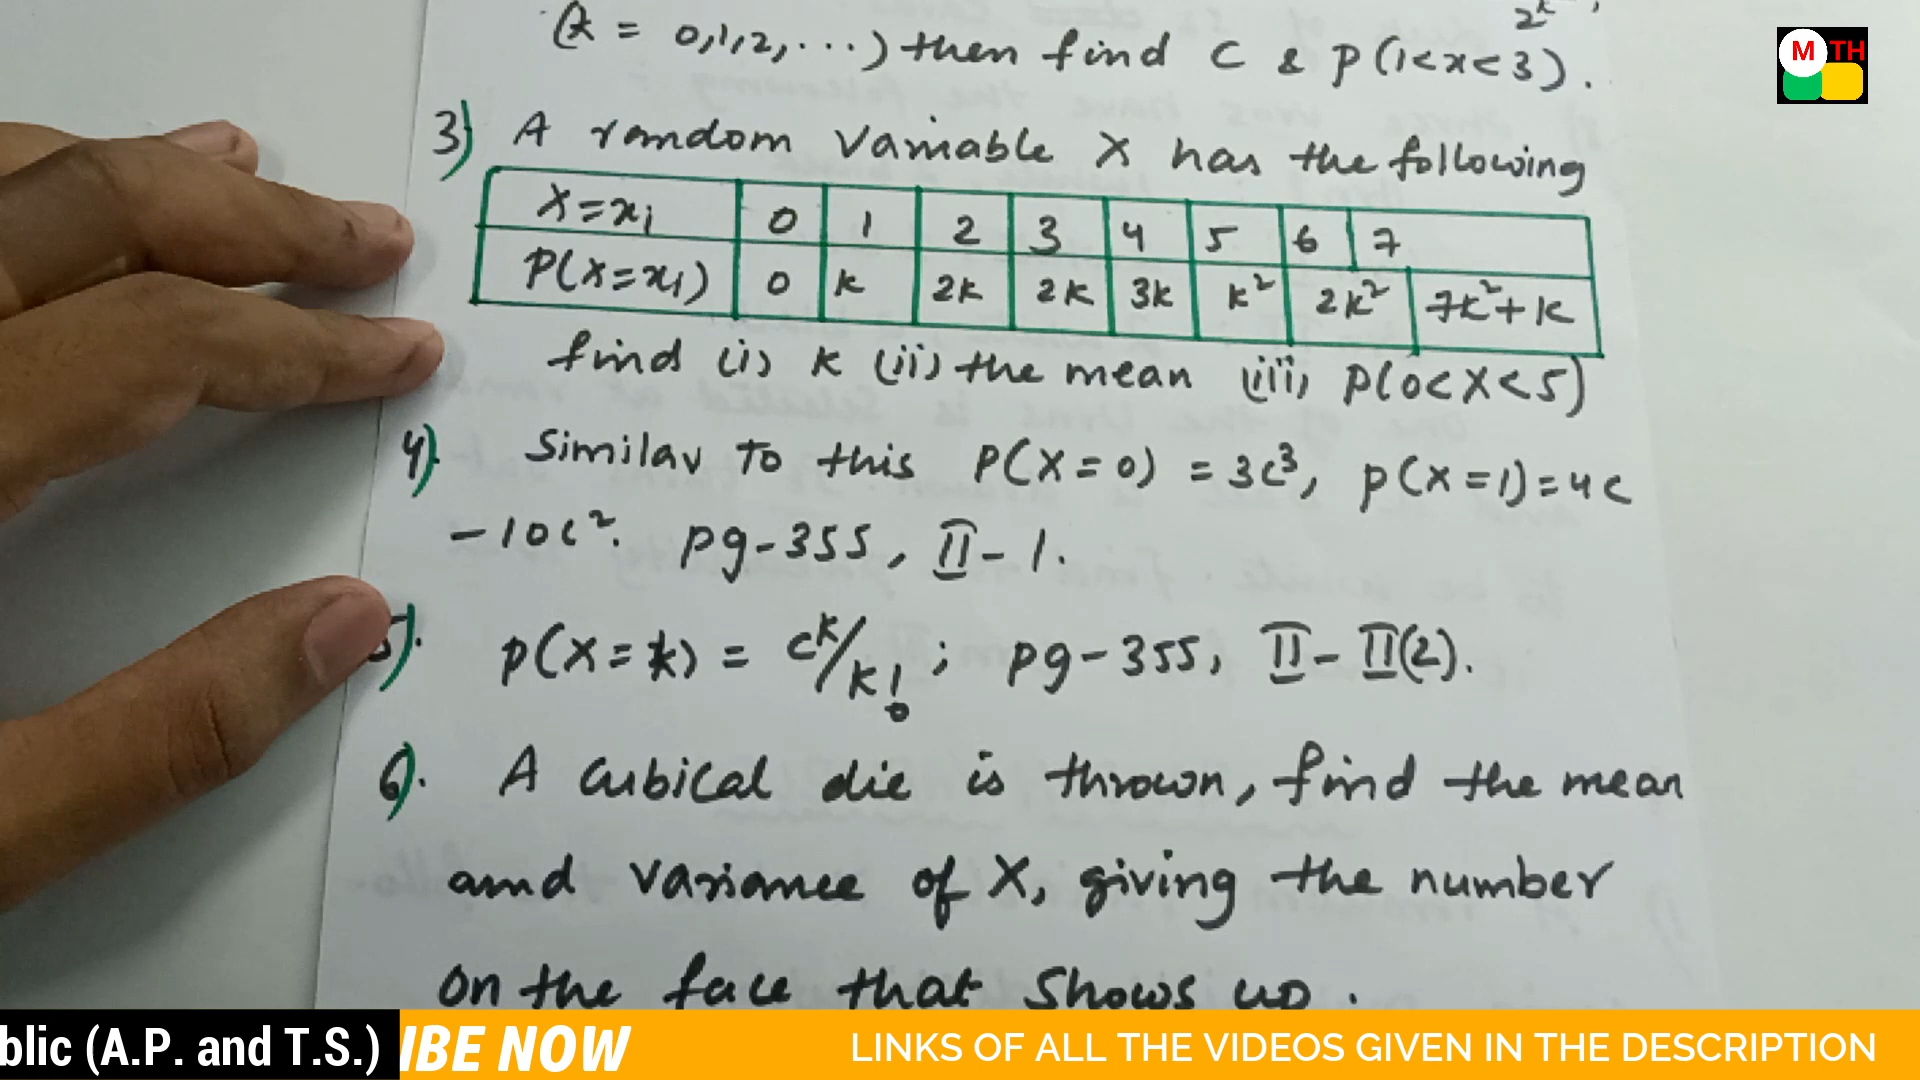 2^k
(k = 0,1,2,...) then find c & P(1<x<3).
M TH
3) A random variable X has the following
X=xi 0 1 2 3 4 5 6 7
P(X=xi) 0 k 2k 2k 3k k² 2k² 7k²+k
find (i) k (ii) the mean (iii) P(0<X<5)
4) Similar to this P(X=0) = 3c³, P(X=1)=4c
-10c². pg-355, II-1.
5). P(X=k) = c^k/k! ; pg-355, II-II(2).
6). A cubical die is thrown, find the mean
and variance of X, giving the number
on the face that shows up.
blic (A.P. and T.S.) IBE NOW LINKS OF ALL THE VIDEOS GIVEN IN THE DESCRIPTION